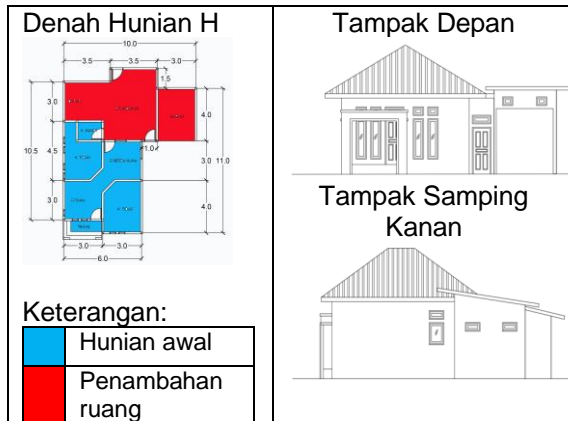 Denah Hunian H
10.0
3.5
3.5
3.0
1.5
3.0
4.0
10.5
4.5
1.0
3.0
11.0
3.0
4.0
3.0
3.0
6.0
Keterangan:
Hunian awal
Penambahan
ruang
Tampak Depan
Tampak Samping
Kanan